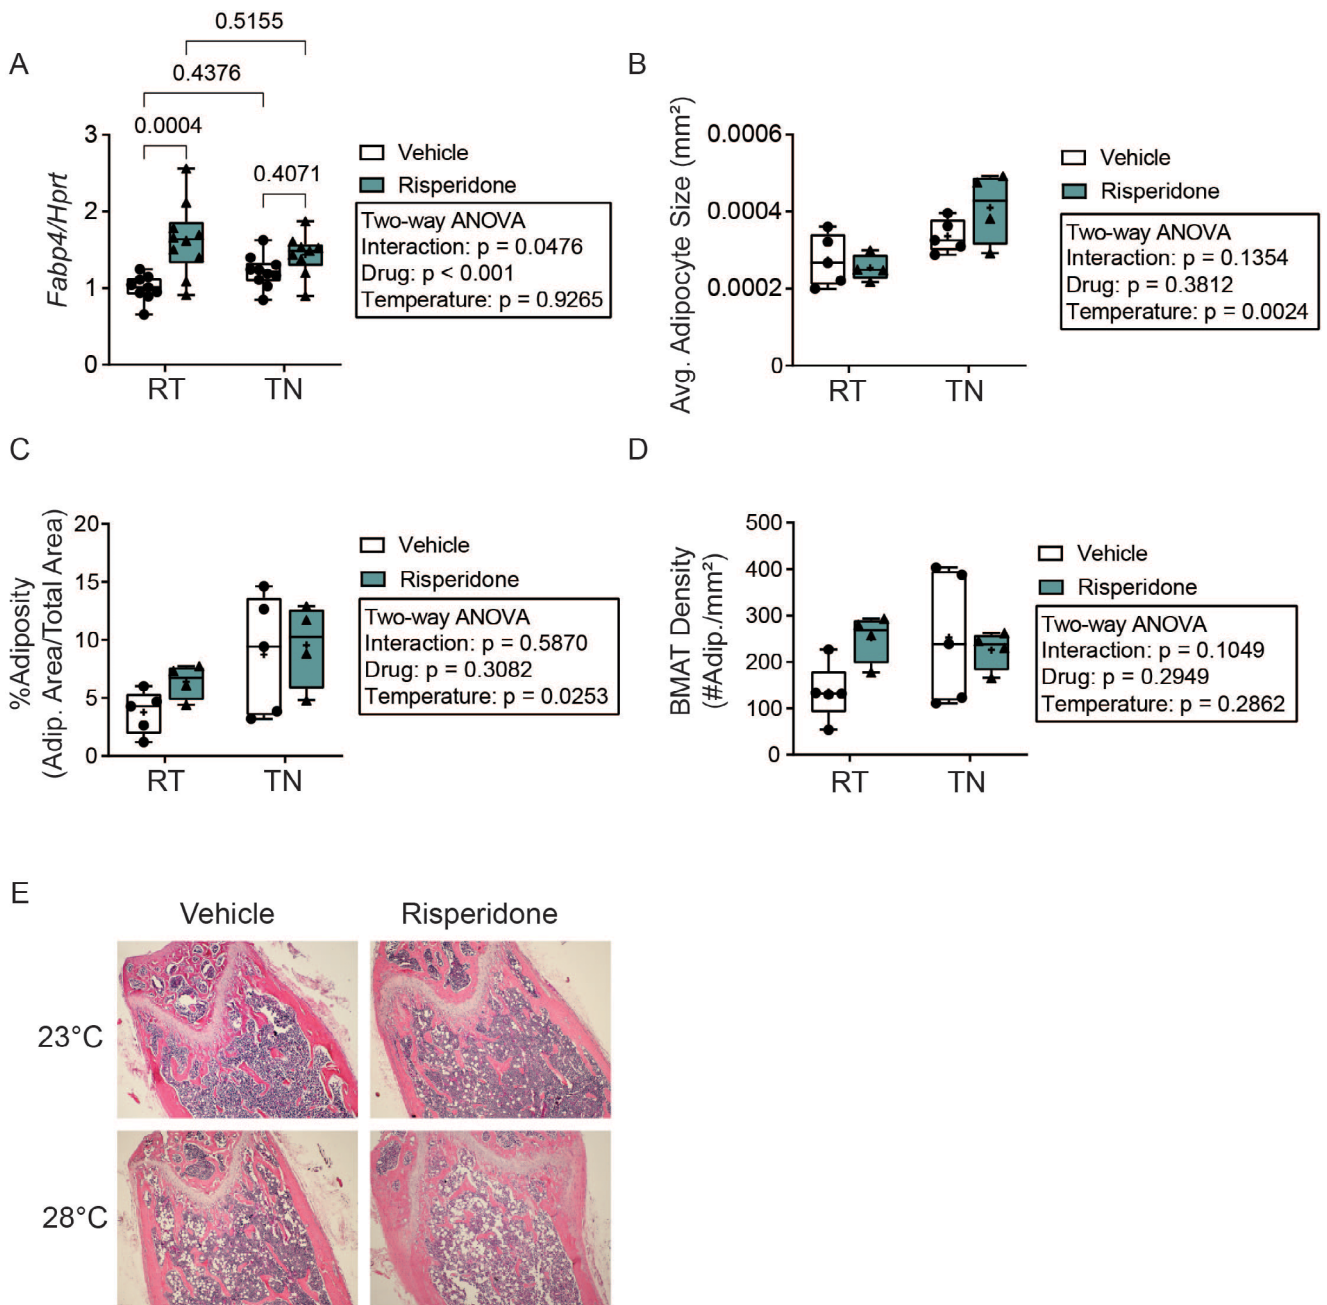 A
0.5155
0.4376
0.0004
0.4071
Fabp4/Hprt
3
2
1
0
RT
TN
Vehicle
Risperidone
Two-way ANOVA
Interaction: p = 0.0476
Drug: p < 0.001
Temperature: p = 0.9265
B
Avg. Adipocyte Size (mm²)
0.0006
0.0004
0.0002
0
RT
TN
Vehicle
Risperidone
Two-way ANOVA
Interaction: p = 0.1354
Drug: p = 0.3812
Temperature: p = 0.0024
C
%Adiposity
(Adip. Area/Total Area)
20
15
10
5
0
RT
TN
Vehicle
Risperidone
Two-way ANOVA
Interaction: p = 0.5870
Drug: p = 0.3082
Temperature: p = 0.0253
D
BMAT Density
(#Adip./mm²)
500
400
300
200
100
0
RT
TN
Vehicle
Risperidone
Two-way ANOVA
Interaction: p = 0.1049
Drug: p = 0.2949
Temperature: p = 0.2862
E
Vehicle
Risperidone
23°C
28°C